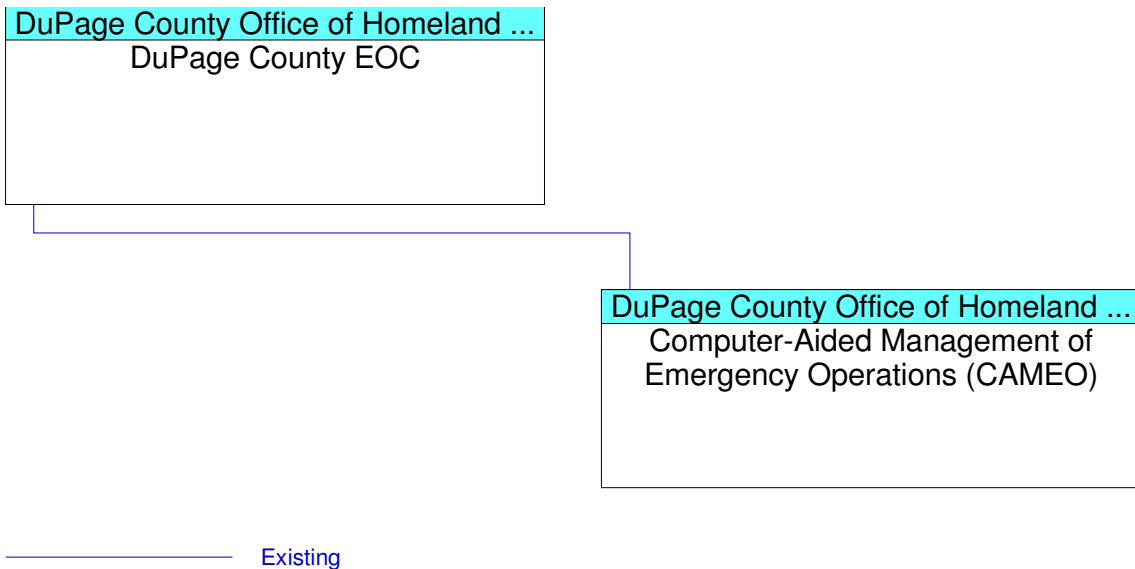 DuPage County Office of Homeland ...
DuPage County EOC
DuPage County Office of Homeland ...
Computer-Aided Management of
Emergency Operations (CAMEO)
Existing